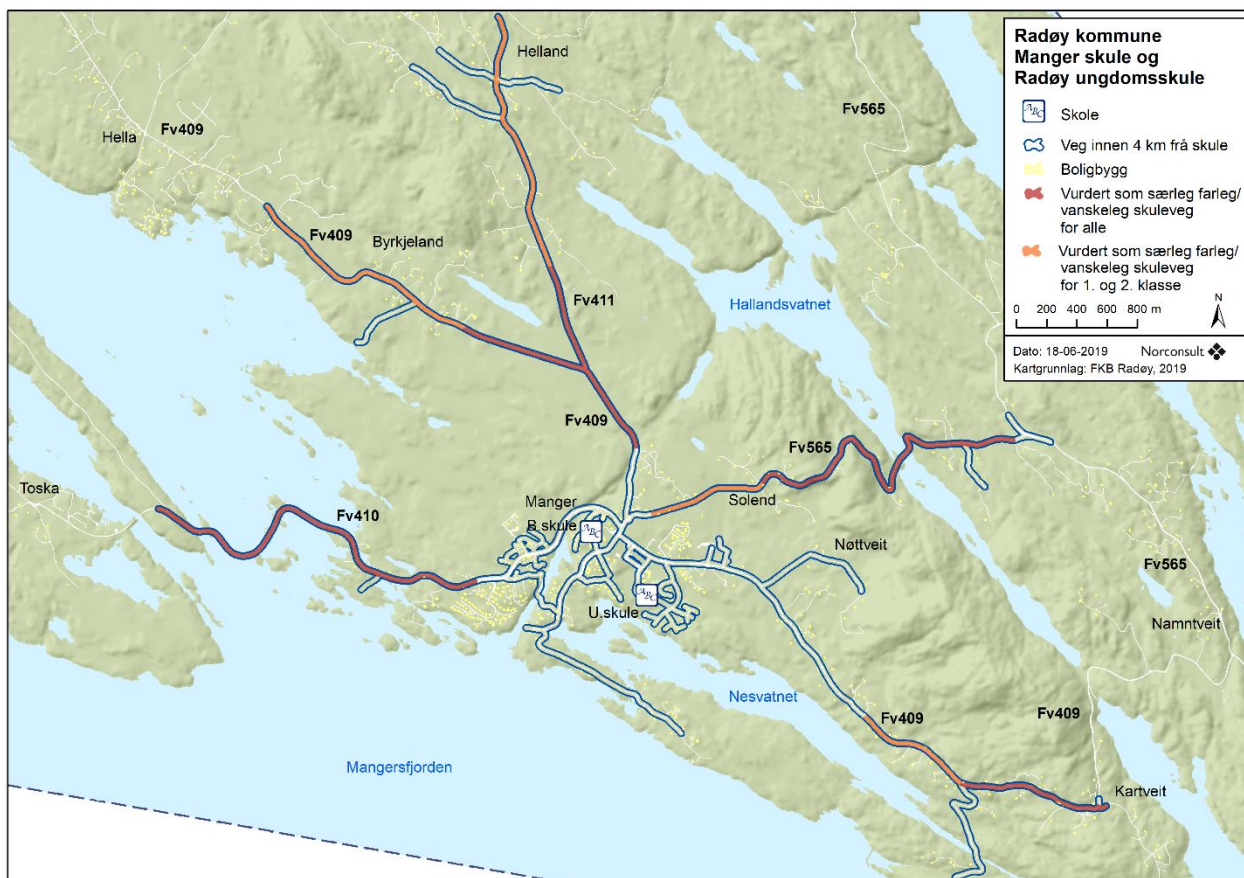 Radøy kommune
Manger skule og
Radøy ungdomsskule
ABC
Skole
Veg innen 4 km frå skule
Boligbygg
Vurdert som særleg farleg/
vanskeleg skuleveg
for alle
Vurdert som særleg farleg/
vanskeleg skuleveg
for 1. og 2. klasse
N
0 200 400 600 800 m
Dato: 18-06-2019 Norconsult
Kartgrunnlag: FKB Radøy, 2019
Helland
Fv565
Fv409
Hella
Fv409
Byrkjeland
Fv411
Hallandsvatnet
Fv409
Fv565
Toska
Manger
Solend
Fv410
B.skule
ABC
Nøttveit
Fv565
U.skule
ABC
Namntveit
Nesvatnet
Fv409
Fv409
Mangersfjorden
Kartveit